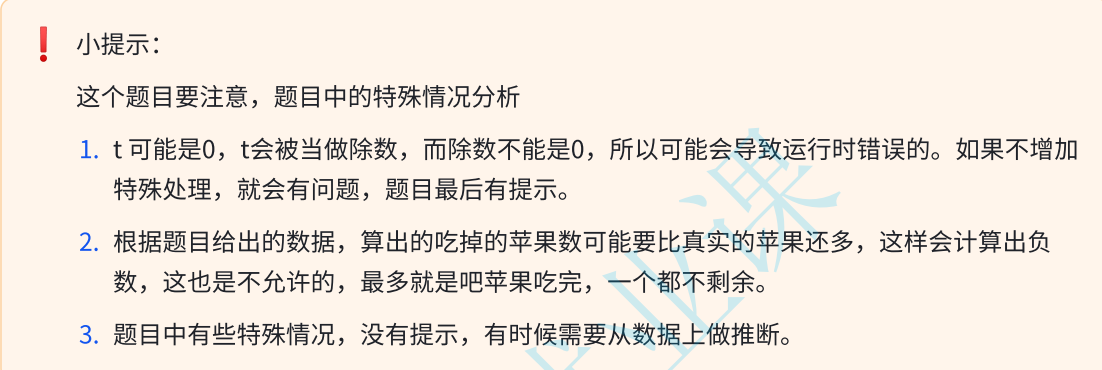 ❗ 小提示：
这个题目要注意，题目中的特殊情况分析
1. t 可能是0，t会被当做除数，而除数不能是0，所以可能会导致运行时错误的。如果不增加
特殊处理，就会有问题，题目最后有提示。
2. 根据题目给出的数据，算出的吃掉的苹果数可能要比真实的苹果还多，这样会计算出负
数，这也是不允许的，最多就是吧苹果吃完，一个都不剩余。
3. 题目中有些特殊情况，没有提示，有时候需要从数据上做推断。
业课